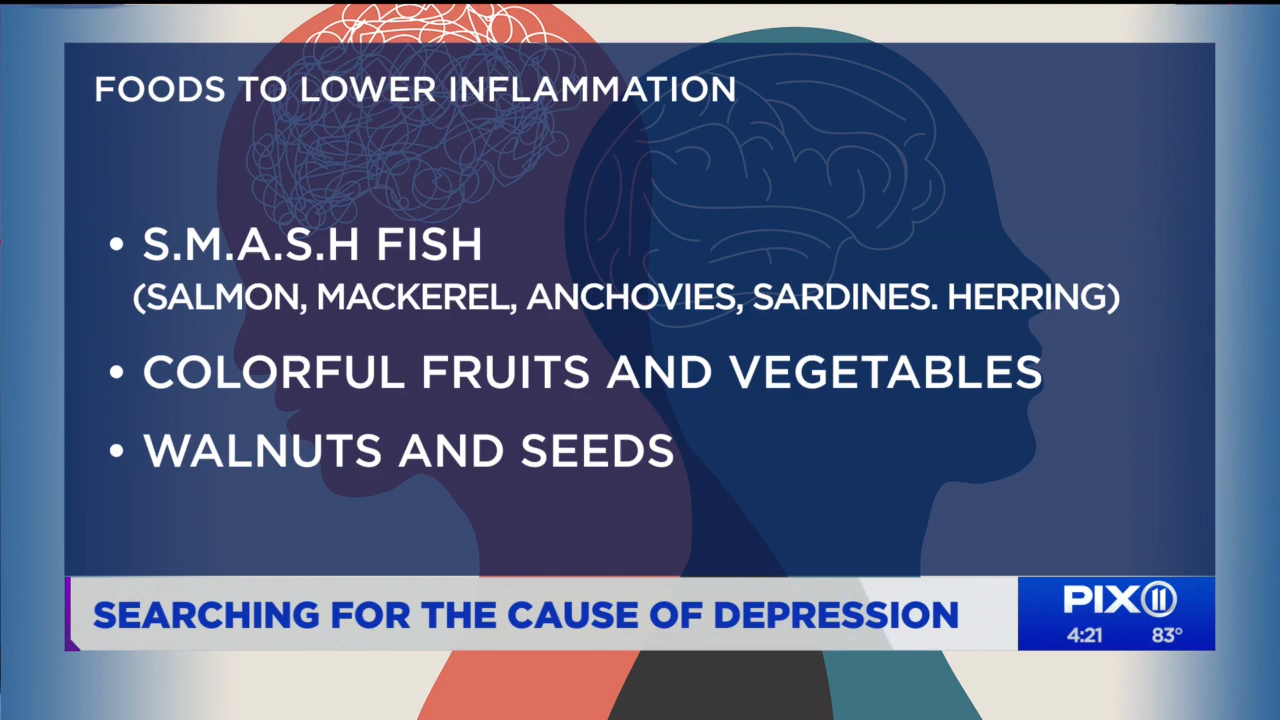 FOODS TO LOWER INFLAMMATION
• S.M.A.S.H FISH
(SALMON, MACKEREL, ANCHOVIES, SARDINES. HERRING)
• COLORFUL FRUITS AND VEGETABLES
• WALNUTS AND SEEDS
SEARCHING FOR THE CAUSE OF DEPRESSION
PIX11
4:21 83°